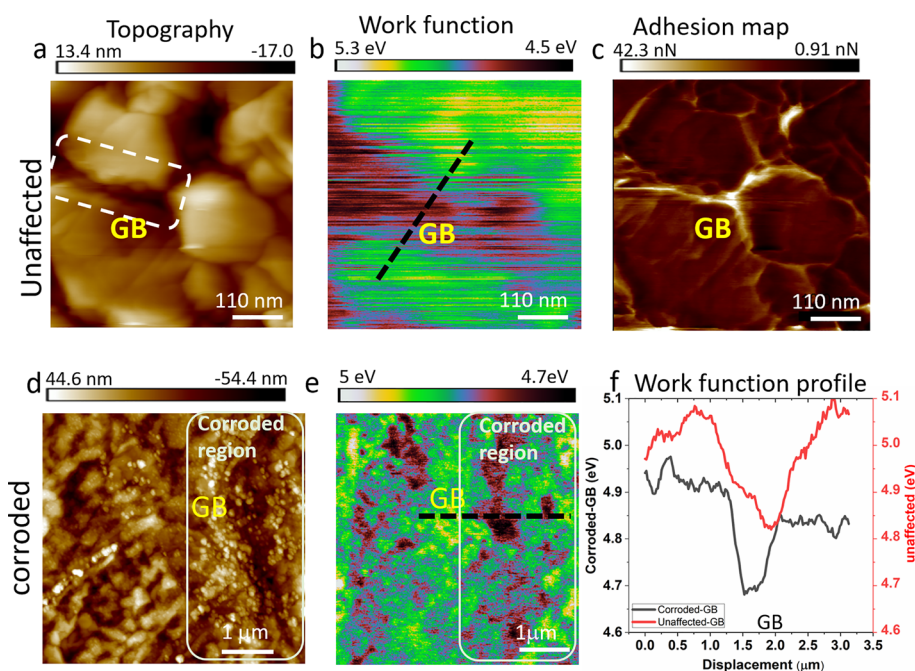 Topography
Work function
Adhesion map
a
13.4 nm
-17.0
b
5.3 eV
4.5 eV
c
42.3 nN
0.91 nN
Unaffected
GB
110 nm
GB
110 nm
GB
110 nm
d
44.6 nm
-54.4 nm
e
5 eV
4.7eV
f
Work function profile
corroded
Corroded
region
GB
1 μm
Corroded
region
GB
1μm
5.1
5.0
4.9
4.8
4.7
4.6
Corroded-GB (eV)
5.1
5.0
4.9
4.8
4.7
4.6
unaffected (eV)
Corroded-GB
Unaffected-GB
GB
0.0 0.5 1.0 1.5 2.0 2.5 3.0 3.5
Displacement (μm)